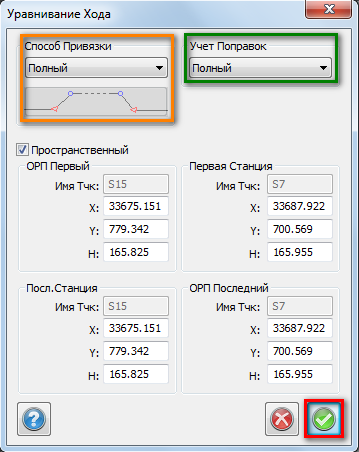 Уравнивание Хода
Способ Привязки
Учет Поправок
Полный
Полный
Пространственный
ОРП Первый
Первая Станция
Имя Тчк: S15
Имя Тчк: S7
X: 33675.151
X: 33687.922
Y: 779.342
Y: 700.569
H: 165.825
H: 165.955
Посл.Станция
ОРП Последний
Имя Тчк: S15
Имя Тчк: S7
X: 33675.151
X: 33687.922
Y: 779.342
Y: 700.569
H: 165.825
H: 165.955